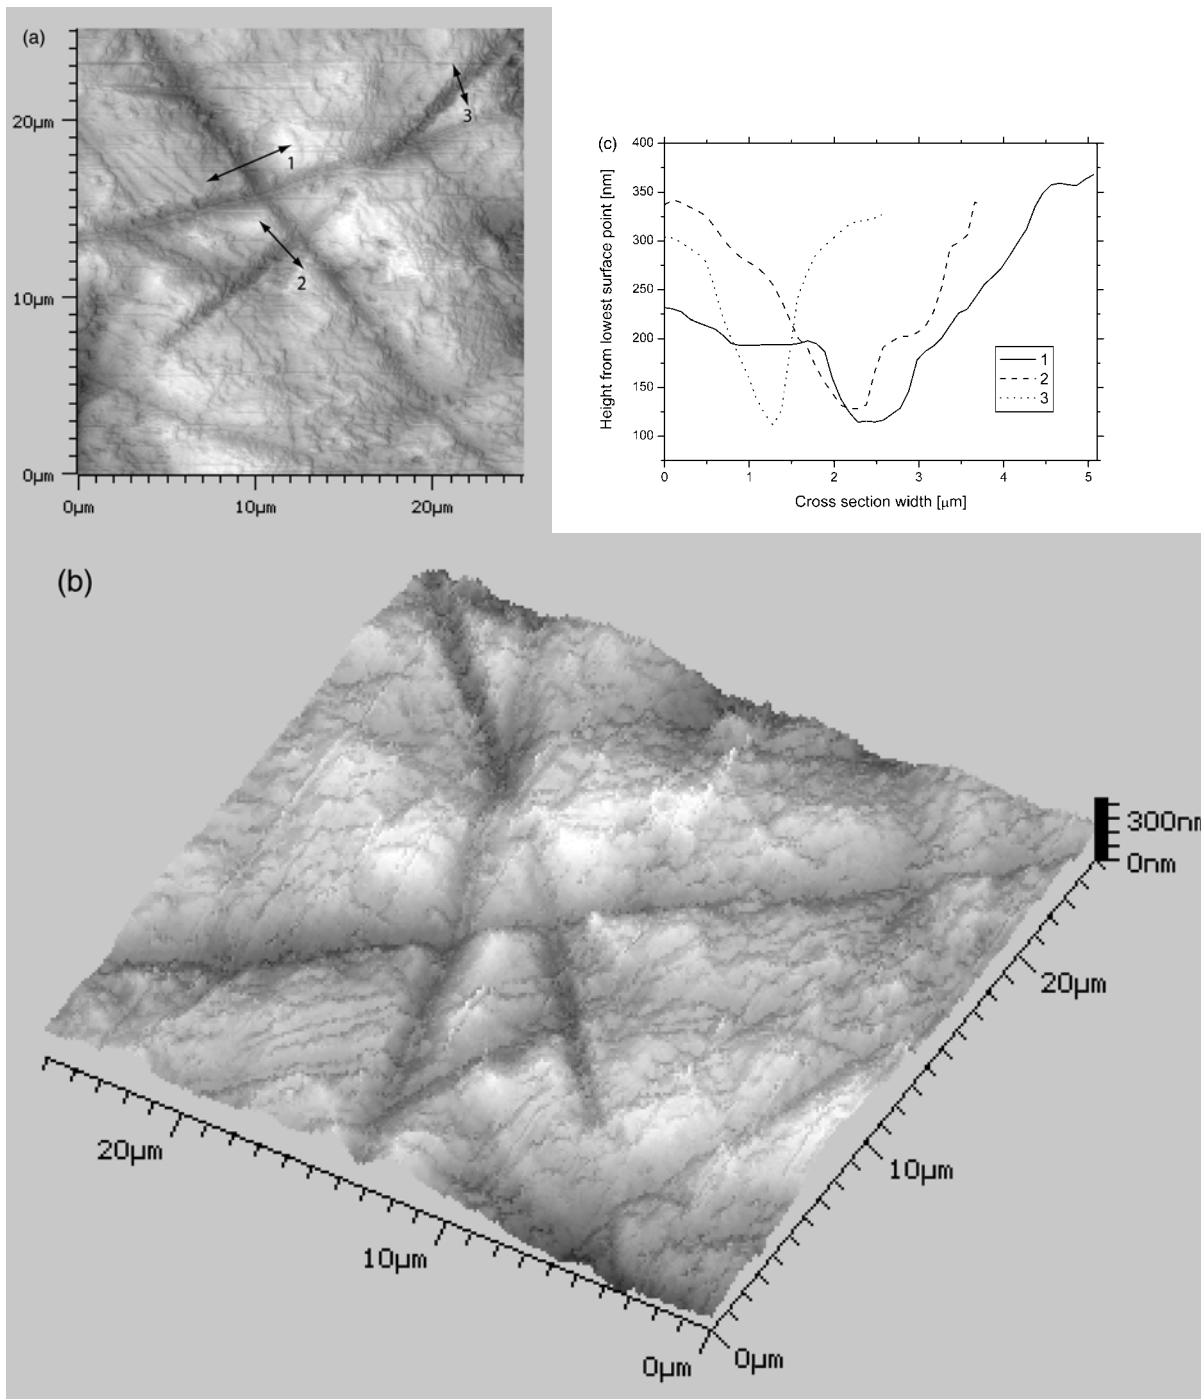 (a)
20µm
10µm
0µm
0µm
10µm
20µm
1
2
3
(c)
400
350
300
250
200
150
100
Height from lowest surface point [nm]
0
1
2
3
4
5
Cross section width [µm]
1
2
3
(b)
300n
0nm
20µm
10µm
0µm
20µm
10µm
0µm